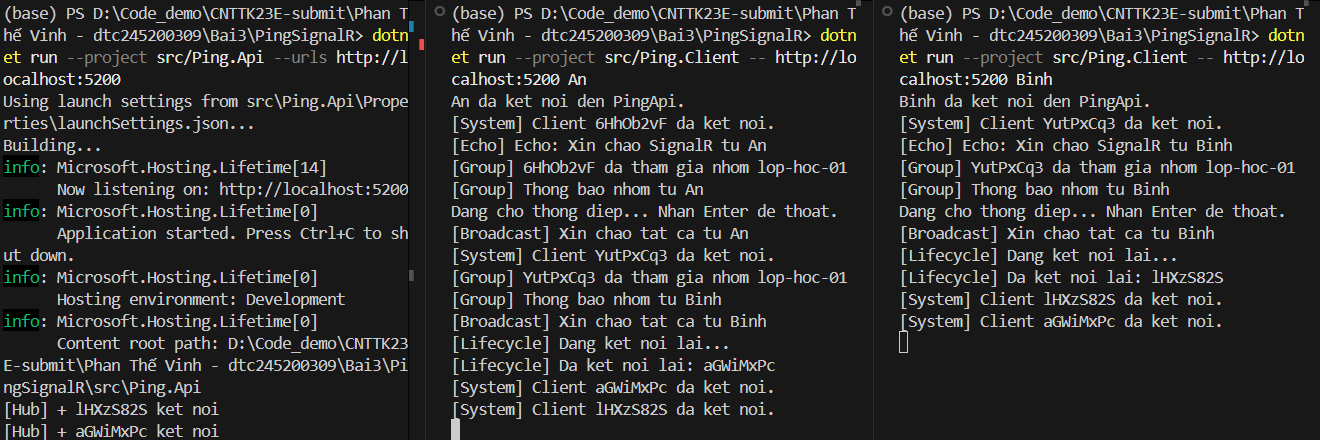 (base) PS D:\Code_demo\CNTTK23E-submit\Phan T
hế Vinh - dtc245200309\Bai3\PingSignalR> dotn
et run --project src/Ping.Api --urls http://l
ocalhost:5200
Using launch settings from src\Ping.Api\Prope
rties\launchSettings.json...
Building...
info: Microsoft.Hosting.Lifetime[14]
Now listening on: http://localhost:5200
info: Microsoft.Hosting.Lifetime[0]
Application started. Press Ctrl+C to sh
ut down.
info: Microsoft.Hosting.Lifetime[0]
Hosting environment: Development
info: Microsoft.Hosting.Lifetime[0]
Content root path: D:\Code_demo\CNTTK23
E-submit\Phan Thế Vinh - dtc245200309\Bai3\Pi
ngSignalR\src\Ping.Api
[Hub] + lHXzS82S ket noi
[Hub] + aGWiMxPc ket noi
(base) PS D:\Code_demo\CNTTK23E-submit\Phan T
hế Vinh - dtc245200309\Bai3\PingSignalR> dotn
et run --project src/Ping.Client -- http://lo
calhost:5200 An
An da ket noi den PingApi.
[System] Client 6HhOb2vF da ket noi.
[Echo] Echo: Xin chao SignalR tu An
[Group] 6HhOb2vF da tham gia nhom lop-hoc-01
[Group] Thong bao nhom tu An
Dang cho thong diep... Nhan Enter de thoat.
[Broadcast] Xin chao tat ca tu An
[System] Client YutPxCq3 da ket noi.
[Group] YutPxCq3 da tham gia nhom lop-hoc-01
[Group] Thong bao nhom tu Binh
[Broadcast] Xin chao tat ca tu Binh
[Lifecycle] Dang ket noi lai...
[Lifecycle] Da ket noi lai: aGWiMxPc
[System] Client aGWiMxPc da ket noi.
[System] Client lHXzS82S da ket noi.
(base) PS D:\Code_demo\CNTTK23E-submit\Phan T
hế Vinh - dtc245200309\Bai3\PingSignalR> dotn
et run --project src/Ping.Client -- http://lo
calhost:5200 Binh
Binh da ket noi den PingApi.
[System] Client YutPxCq3 da ket noi.
[Echo] Echo: Xin chao SignalR tu Binh
[Group] YutPxCq3 da tham gia nhom lop-hoc-01
[Group] Thong bao nhom tu Binh
Dang cho thong diep... Nhan Enter de thoat.
[Broadcast] Xin chao tat ca tu Binh
[Lifecycle] Dang ket noi lai...
[Lifecycle] Da ket noi lai: lHXzS82S
[System] Client lHXzS82S da ket noi.
[System] Client aGWiMxPc da ket noi.